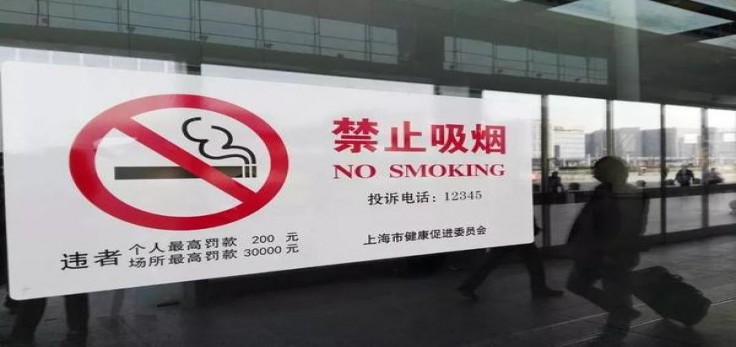 禁止吸烟
NO SMOKING
投诉电话：12345
违者 个人最高罚款 200 元
场所最高罚款 30000 元
上海市健康促进委员会